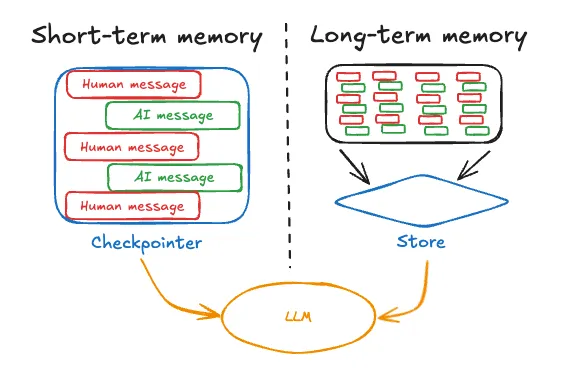 Short-term memory
Human message
AI message
Human message
AI message
Human message
Checkpointer
Long-term memory
Store
LLM